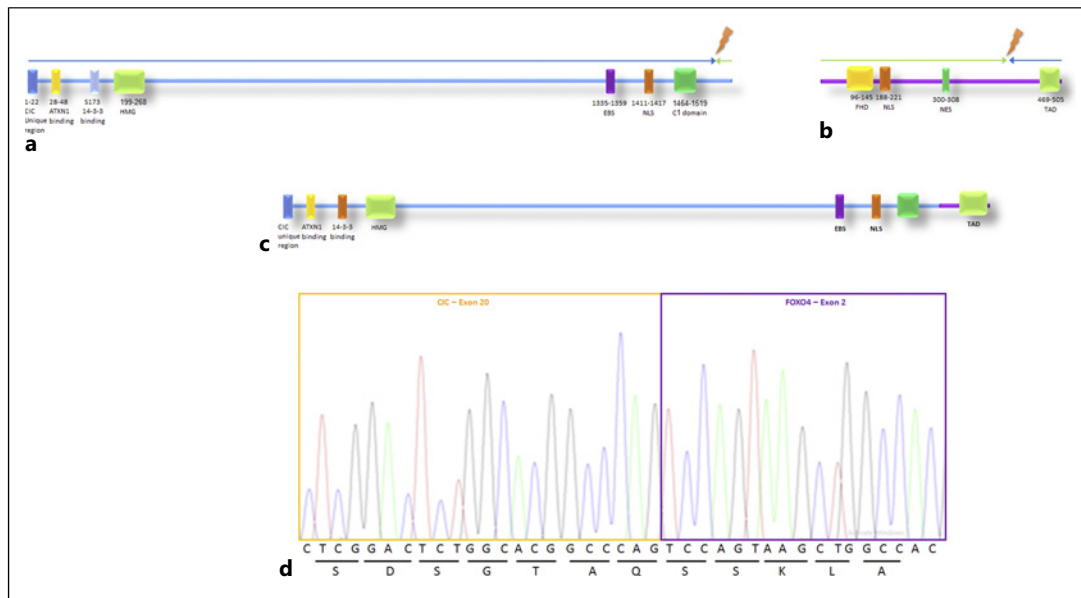 1-22
CIC
Unique
region
28-48
ATXN1
binding
S173
14-3-3
binding
199-268
HMG
1335-1359
EBS
1411-1417
NLS
1464-1519
C1 domain
a
96-145
FHD
188-221
NLS
300-308
NES
469-505
TAD
b
CIC
unique
region
ATXN1
binding
14-3-3
binding
HMG
EBS
NLS
TAD
c
CIC – Exon 20
FOXO4 – Exon 2
C T C G G A C T C T G G C A C G G C C C A G T C C A G T A A G C T G G C C A C
S D S G T A Q S S K L A
d